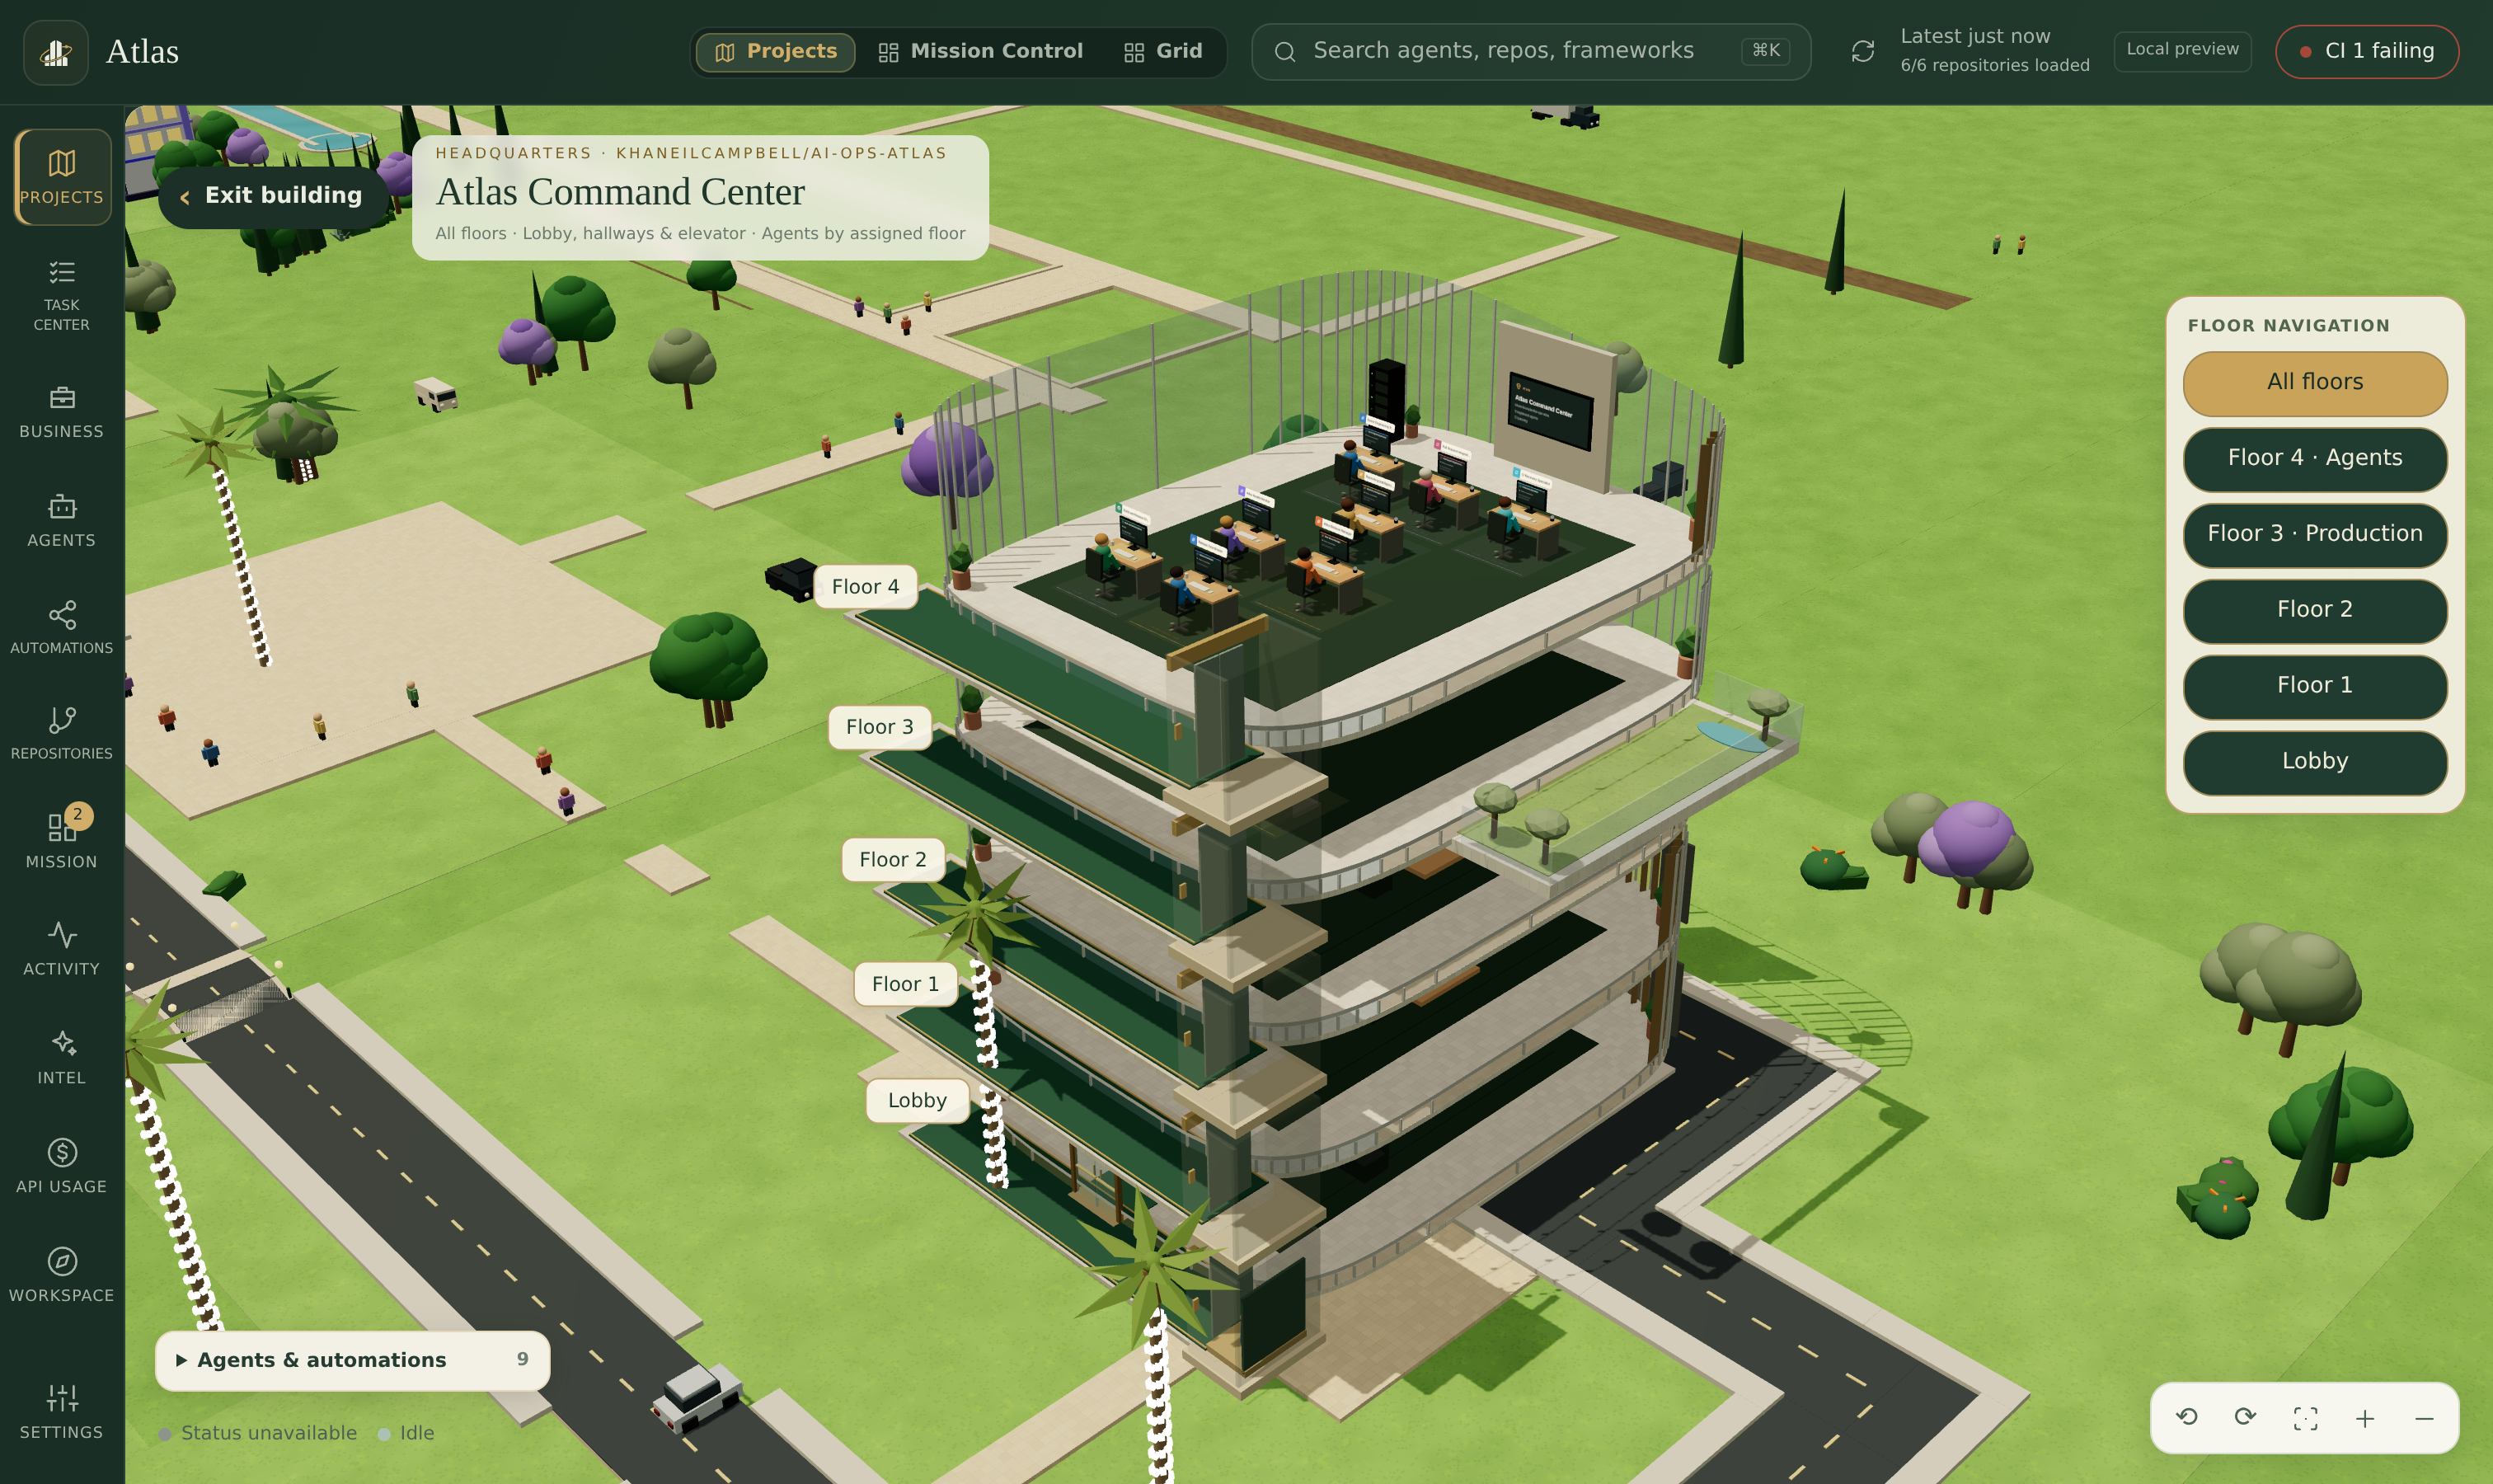 Atlas
Projects
Mission Control
Grid
Search agents, repos, frameworks
⌘K
Latest just now
6/6 repositories loaded
Local preview
CI 1 failing
PROJECTS
TASK
CENTER
BUSINESS
AGENTS
AUTOMATIONS
REPOSITORIES
2
MISSION
ACTIVITY
INTEL
API USAGE
WORKSPACE
SETTINGS
‹ Exit building
HEADQUARTERS · KHANEILCAMPBELL/AI-OPS-ATLAS
Atlas Command Center
All floors · Lobby, hallways & elevator · Agents by assigned floor
Atlas Command Center
Floor 4
Floor 3
Floor 2
Floor 1
Lobby
FLOOR NAVIGATION
All floors
Floor 4 · Agents
Floor 3 · Production
Floor 2
Floor 1
Lobby
Agents & automations 9
Status unavailable
Idle